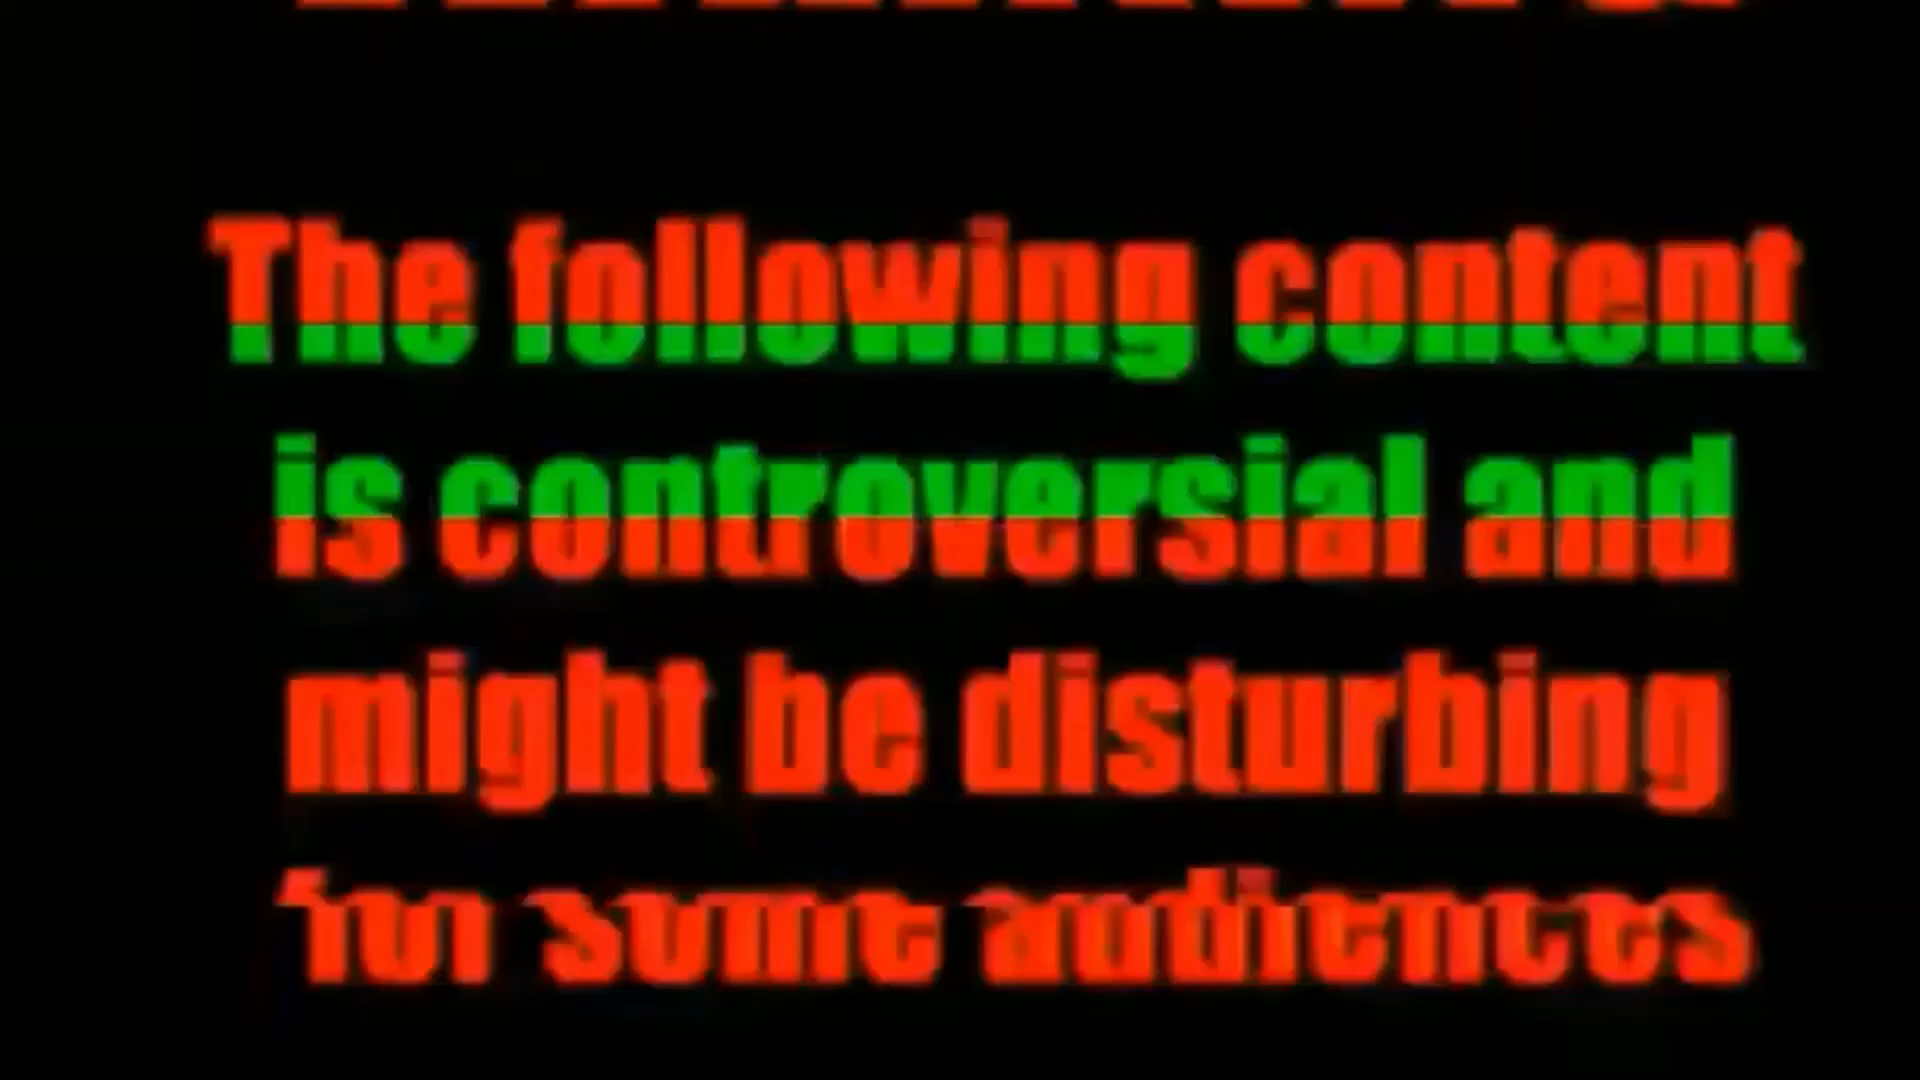 The following content
is controversial and
might be disturbing
for some audiences